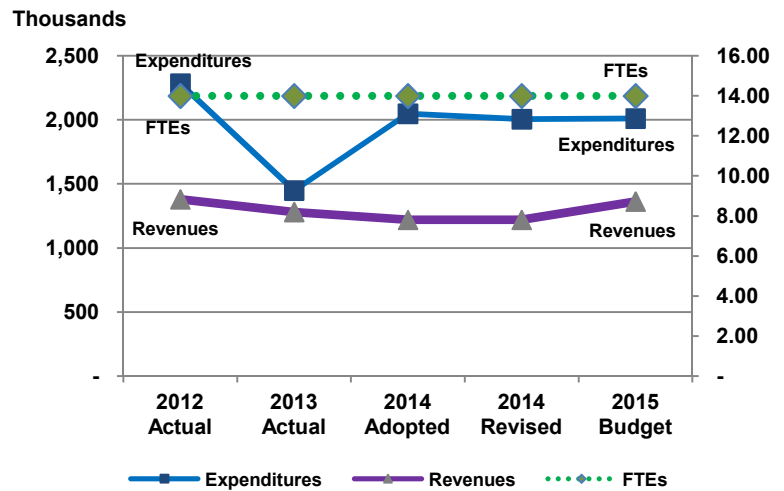 Thousands
2,500
2,000
1,500
1,000
500
-
16.00
14.00
12.00
10.00
8.00
6.00
4.00
2.00
-
Expenditures
FTEs
Revenues
FTEs
Expenditures
Revenues
2012 Actual
2013 Actual
2014 Adopted
2014 Revised
2015 Budget
Expenditures
Revenues
FTEs